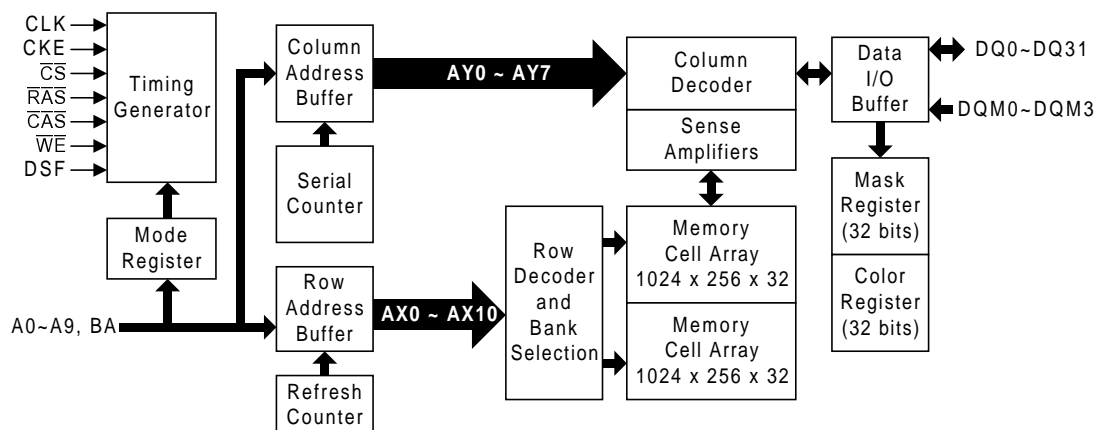 CLK
CKE
CS
RAS
CAS
WE
DSF
Timing
Generator
Mode
Register
A0~A9, BA
Column
Address
Buffer
Serial
Counter
Row
Address
Buffer
Refresh
Counter
AY0 ~ AY7
AX0 ~ AX10
Row
Decoder
and
Bank
Selection
Column
Decoder
Sense
Amplifiers
Memory
Cell Array
1024 x 256 x 32
Memory
Cell Array
1024 x 256 x 32
Data
I/O
Buffer
DQ0~DQ31
DQM0~DQM3
Mask
Register
(32 bits)
Color
Register
(32 bits)